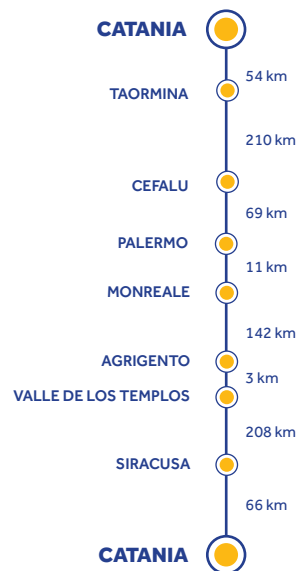 CATANIA
54 km
TAORMINA
210 km
CEFALU
69 km
PALERMO
11 km
MONREALE
142 km
AGRIGENTO
3 km
VALLE DE LOS TEMPLOS
208 km
SIRACUSA
66 km
CATANIA